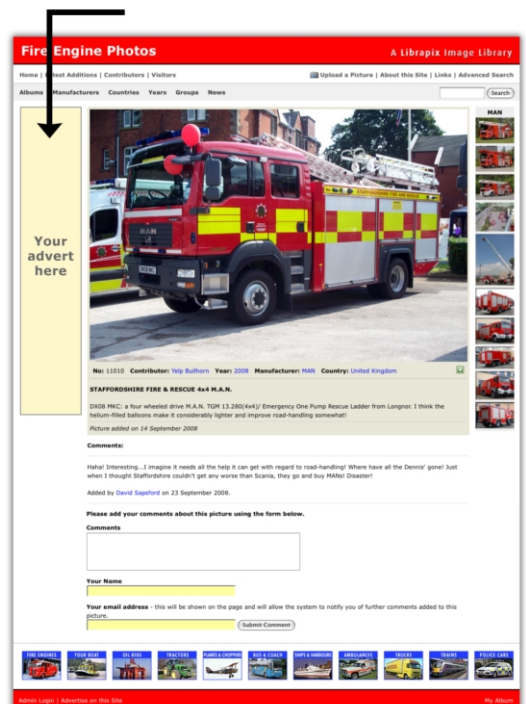 Fire Engine Photos
A Librapix Image Library
Home | Latest Additions | Contributors | Visitors
Upload a Picture | About this Site | Links | Advanced Search
Albums Manufacturers Countries Years Groups News
Search
MAN
Your
advert
here
MAN
STAFFORDSHIRE FIRE AND RESCUE
No: 11010 Contributor: Yelp Bullhorn Year: 2008 Manufacturer: MAN Country: United Kingdom
STAFFORDSHIRE FIRE & RESCUE 4x4 M.A.N.
DX08 MKC: a four wheeled drive M.A.N. TGM 13.280(4x4)/ Emergency One Pump Rescue Ladder from Longnor. I think the
helium-filled balloons make it considerably lighter and improve road-handling somewhat!
Picture added on 14 September 2008
Comments:
Haha! Interesting...I imagine it needs all the help it can get with regard to road-handling! Where have all the Dennis' gone! Just
when I thought Staffordshire couldn't get any worse than Scania, they go and buy MANs! Disaster!
Added by David Sapsford on 23 September 2008.
Please add your comments about this picture using the form below.
Comments
Your Name
Your email address - this will be shown on the page and will allow the system to notify you of further comments added to this
picture.
Submit Comment
FIRE ENGINES YOUR BOAT OIL RIGS TRACTORS PLANES & CHOPPERS BUS & COACH SHIPS & HARBOURS AMBULANCES TRUCKS TRAINS POLICE CARS
Admin Login | Advertise on this Site
My Album